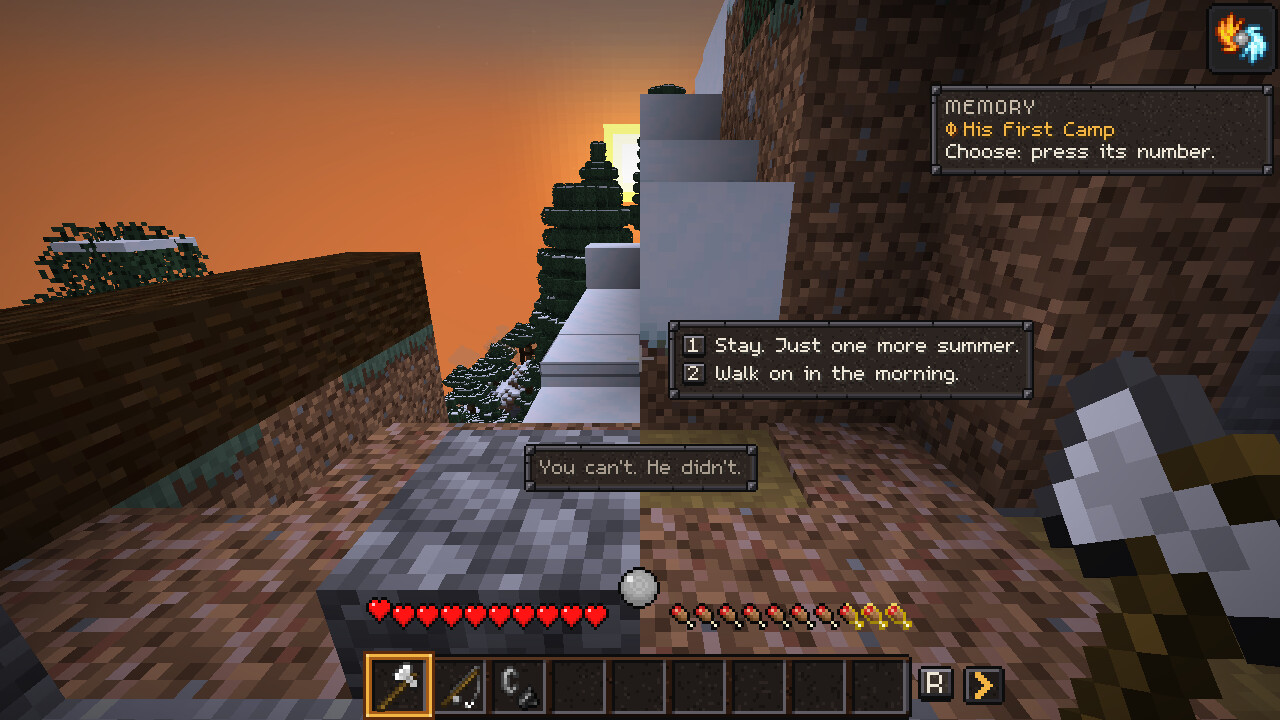 MEMORY
His First Camp
Choose: press its number.
1 Stay. Just one more summer.
2 Walk on in the morning.
You can't. He didn't.
R